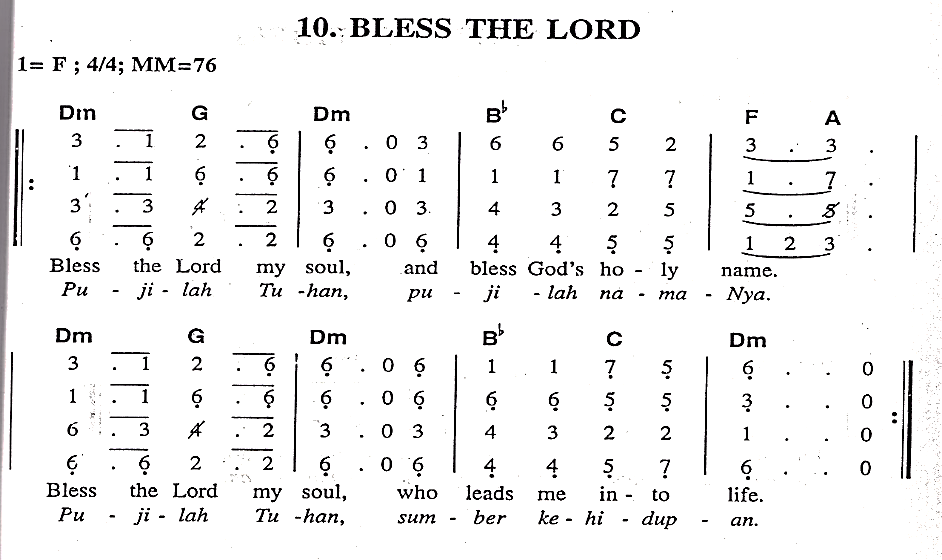 10. BLESS THE LORD
1= F ; 4/4; MM=76
Dm G Dm B♭ C F A
3 . 1 2 . 6̣ | 6̣ . 0 3 | 6 6 5 2 | 3 . 3 . |
: 1 . 1 6̣ . 6̣ | 6̣ . 0 1 | 1 1 7 7 | 1 . 7 . |
3 . 3 4̸ . 2 | 3 . 0 3 | 4 3 2 5 | 5 . 5̸ . |
6̣ . 6̣ 2 . 2 | 6̣ . 0 6̣ | 4̣ 4̣ 5̣ 5̣ | 1 2 3 . |
Bless the Lord my soul, and bless God's ho - ly name.
Pu - ji - lah Tu -han, pu - ji - lah na - ma - Nya.
Dm G Dm B♭ C Dm
3 . 1 2 . 6̣ | 6̣ . 0 6̣ | 1 1 7̣ 5̣ | 6̣ . . 0
1 . 1 6̣ . 6̣ | 6̣ . 0 6̣ | 6̣ 6̣ 5̣ 5̣ | 3̣ . . 0 :
6 . 3 4̸ . 2 | 3 . 0 3 | 4 3 2 2 | 1 . . 0
6̣ . 6̣ 2 . 2 | 6̣ . 0 6̣ | 4̣ 4̣ 5̣ 7 | 6̣ . . 0
Bless the Lord my soul, who leads me in - to life.
Pu - ji - lah Tu -han, sum - ber ke - hi - dup - an.